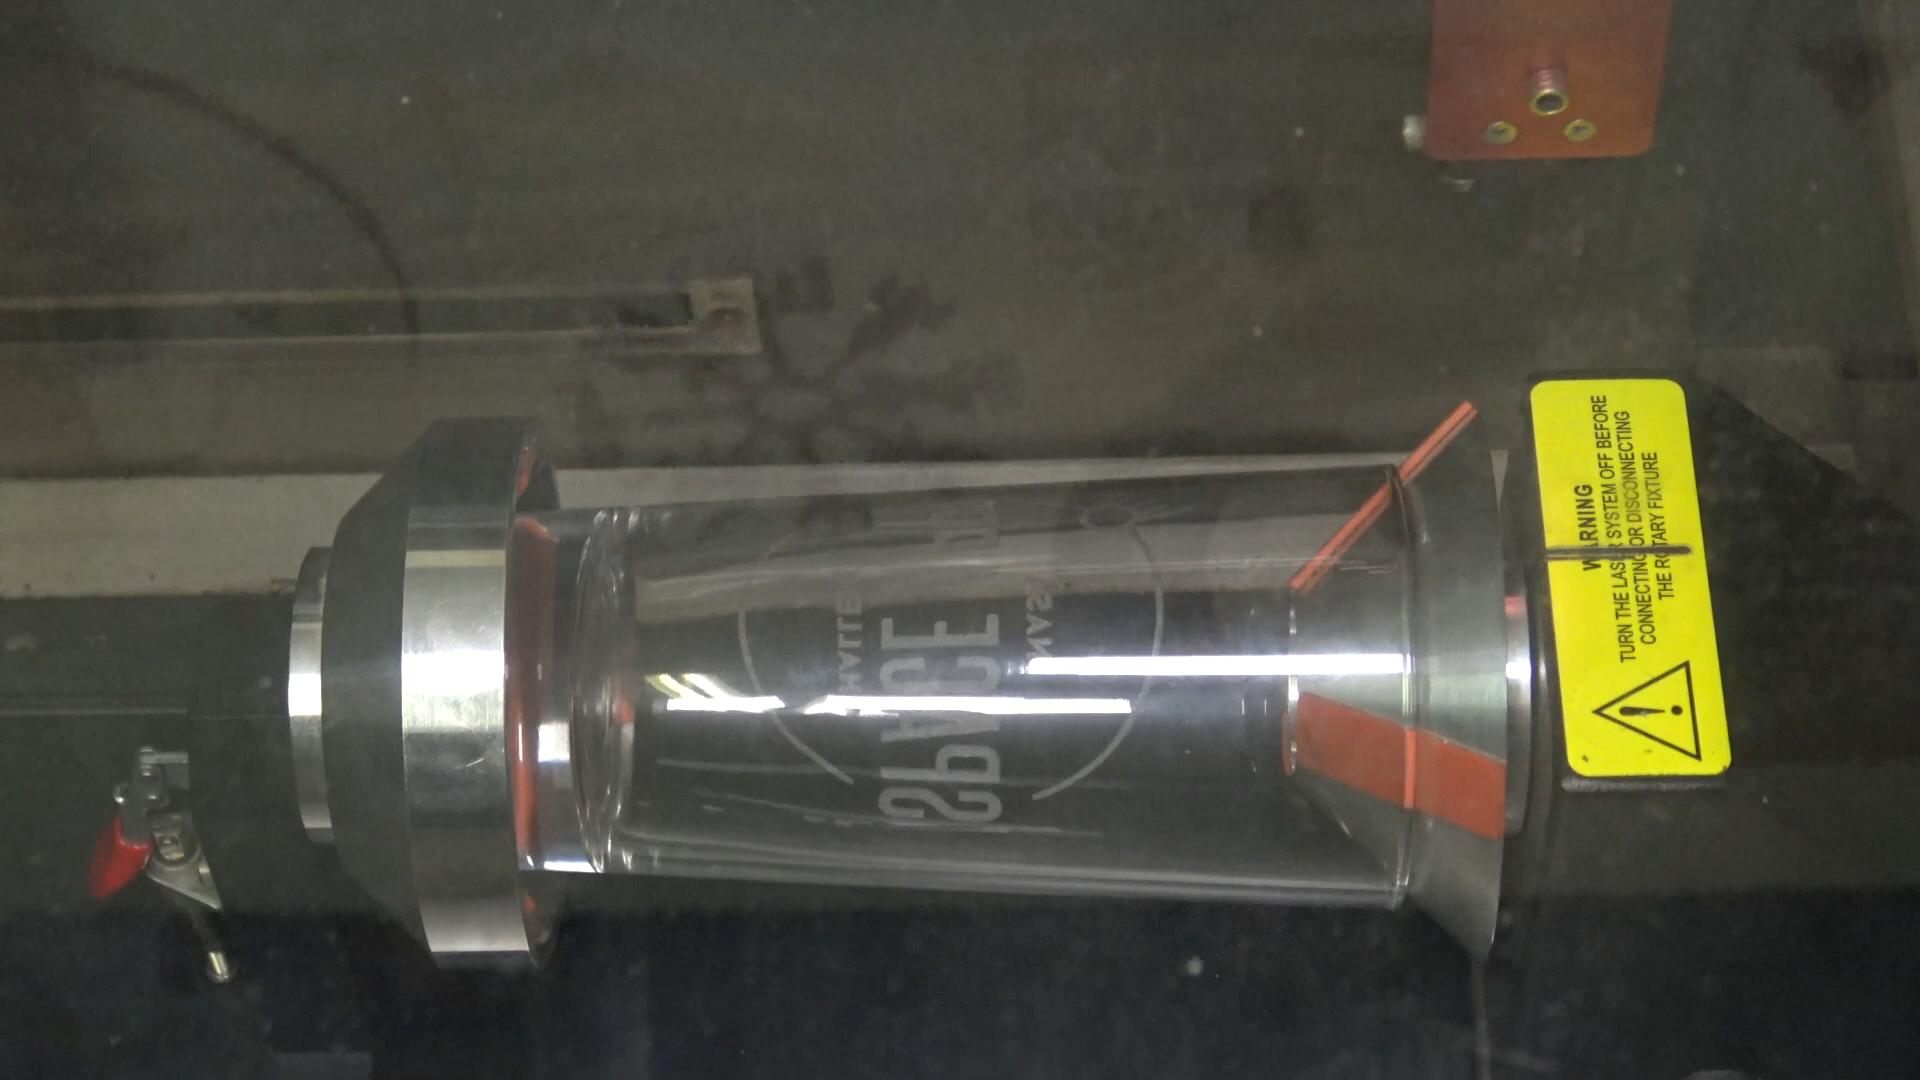 WARNING
TURN THE LASER SYSTEM OFF BEFORE
CONNECTING OR DISCONNECTING
THE ROTARY FIXTURE
SPACE